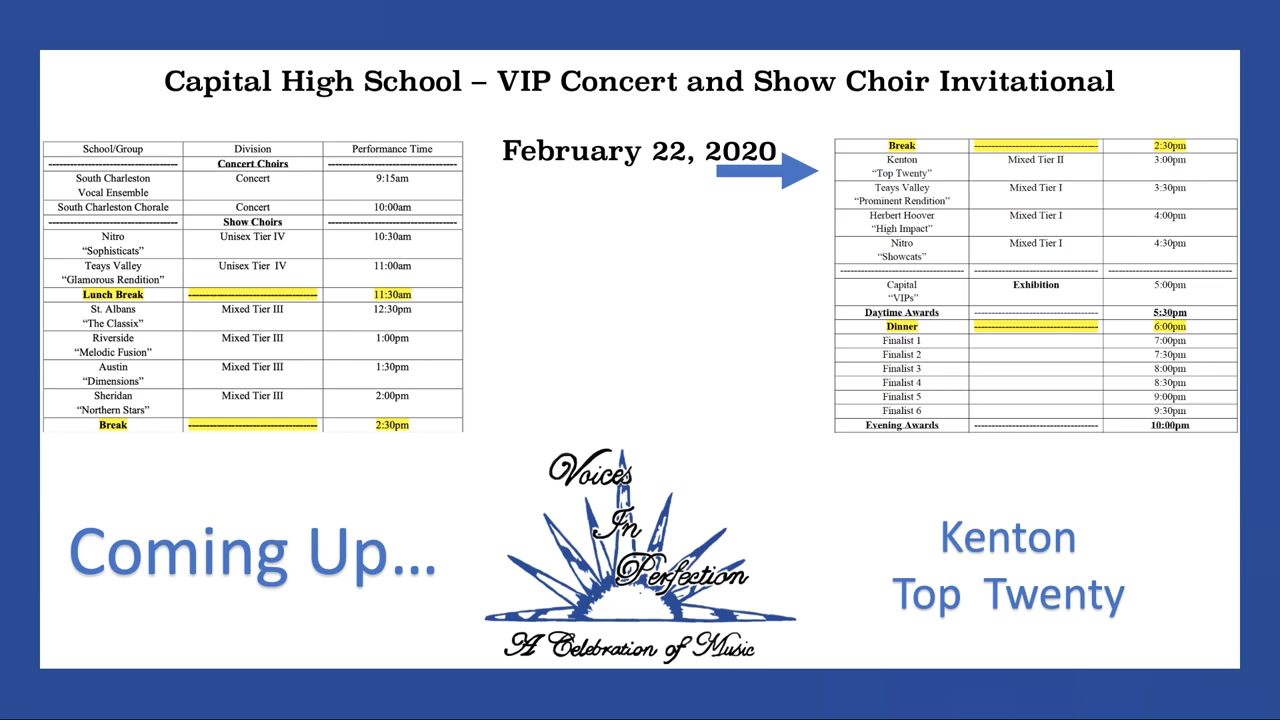 Capital High School – VIP Concert and Show Choir Invitational
February 22, 2020
School/Group Division Performance Time
------------------------------------ Concert Choirs ------------------------------------
South Charleston Concert 9:15am
Vocal Ensemble
South Charleston Chorale Concert 10:00am
------------------------------------ Show Choirs ------------------------------------
Nitro Unisex Tier IV 10:30am
“Sophisticats”
Teays Valley Unisex Tier IV 11:00am
“Glamorous Rendition”
Lunch Break ------------------------------------ 11:30am
St. Albans Mixed Tier III 12:30pm
“The Classix”
Riverside Mixed Tier III 1:00pm
“Melodic Fusion”
Austin Mixed Tier III 1:30pm
“Dimensions”
Sheridan Mixed Tier III 2:00pm
“Northern Stars”
Break ------------------------------------ 2:30pm
Break ------------------------------------ 2:30pm
Kenton Mixed Tier II 3:00pm
“Top Twenty”
Teays Valley Mixed Tier I 3:30pm
“Prominent Rendition”
Herbert Hoover Mixed Tier I 4:00pm
“High Impact”
Nitro Mixed Tier I 4:30pm
“Showcats”
------------------------------------ ------------------------------------ ------------------------------------
Capital Exhibition 5:00pm
“VIPs”
Daytime Awards ------------------------------------ 5:30pm
Dinner ------------------------------------ 6:00pm
Finalist 1 7:00pm
Finalist 2 7:30pm
Finalist 3 8:00pm
Finalist 4 8:30pm
Finalist 5 9:00pm
Finalist 6 9:30pm
Evening Awards ------------------------------------ 10:00pm
Coming Up...
Voices
In
Perfection
A Celebration of Music
Kenton
Top Twenty